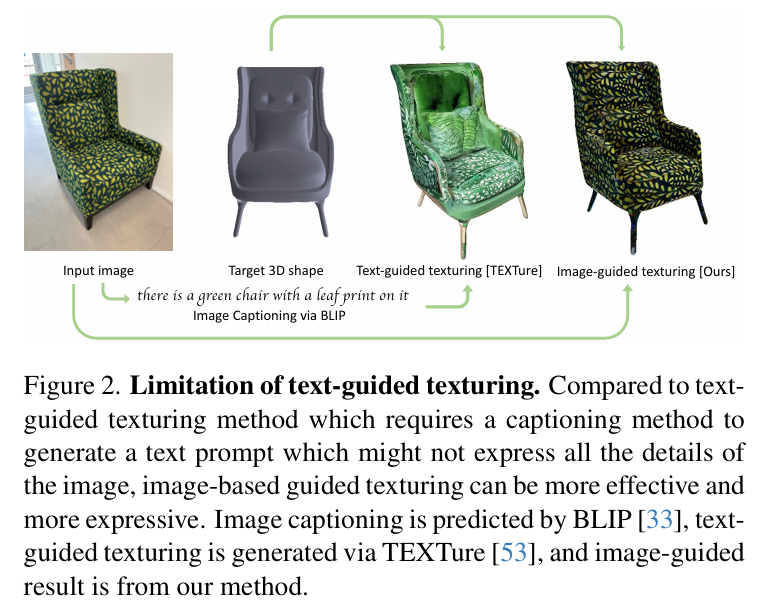 Input image
Target 3D shape
Text-guided texturing [TEXTure]
Image-guided texturing [Ours]
there is a green chair with a leaf print on it
Image Captioning via BLIP
Figure 2. Limitation of text-guided texturing. Compared to text-
guided texturing method which requires a captioning method to
generate a text prompt which might not express all the details of
the image, image-based guided texturing can be more effective and
more expressive. Image captioning is predicted by BLIP [33], text-
guided texturing is generated via TEXTure [53], and image-guided
result is from our method.